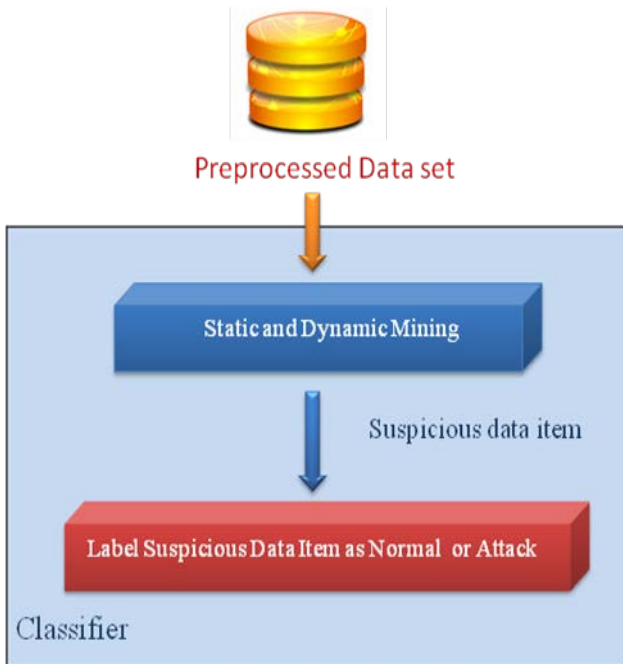 Preprocessed Data set
Static and Dynamic Mining
Suspicious data item
Label Suspicious Data Item as Normal or Attack
Classifier